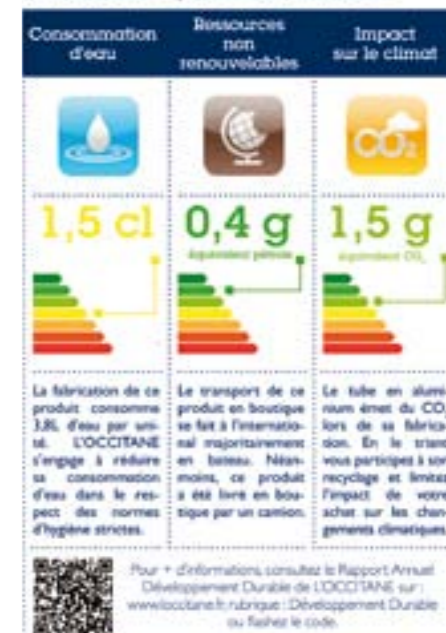 Consommation
d'eau
Ressources
non
renouvelables
Impact
sur le climat
CO2
1,5 cl
0,4 g
équivalent pétrole
1,5 g
équivalent CO2
La fabrication de ce
produit consomme
3,8L d'eau par uni-
té. L'OCCITANE
s'engage à réduire
sa consommation
d'eau dans le res-
pect des normes
d'hygiène strictes.
Le transport de ce
produit en boutique
se fait à l'internatio-
nal majoritairement
en bateau. Néan-
moins, ce produit
a été livré en bou-
tique par un camion.
Le tube en alumi-
nium émet du CO2
lors de sa fabrica-
tion. En le triant
vous participez à son
recyclage et limitez
l'impact de votre
achat sur les chan-
gements climatiques.
Pour + d'informations, consultez le Rapport Annuel
Développement Durable de L'OCCITANE sur :
www.loccitane.fr, rubrique : Développement Durable
ou flashez le code.